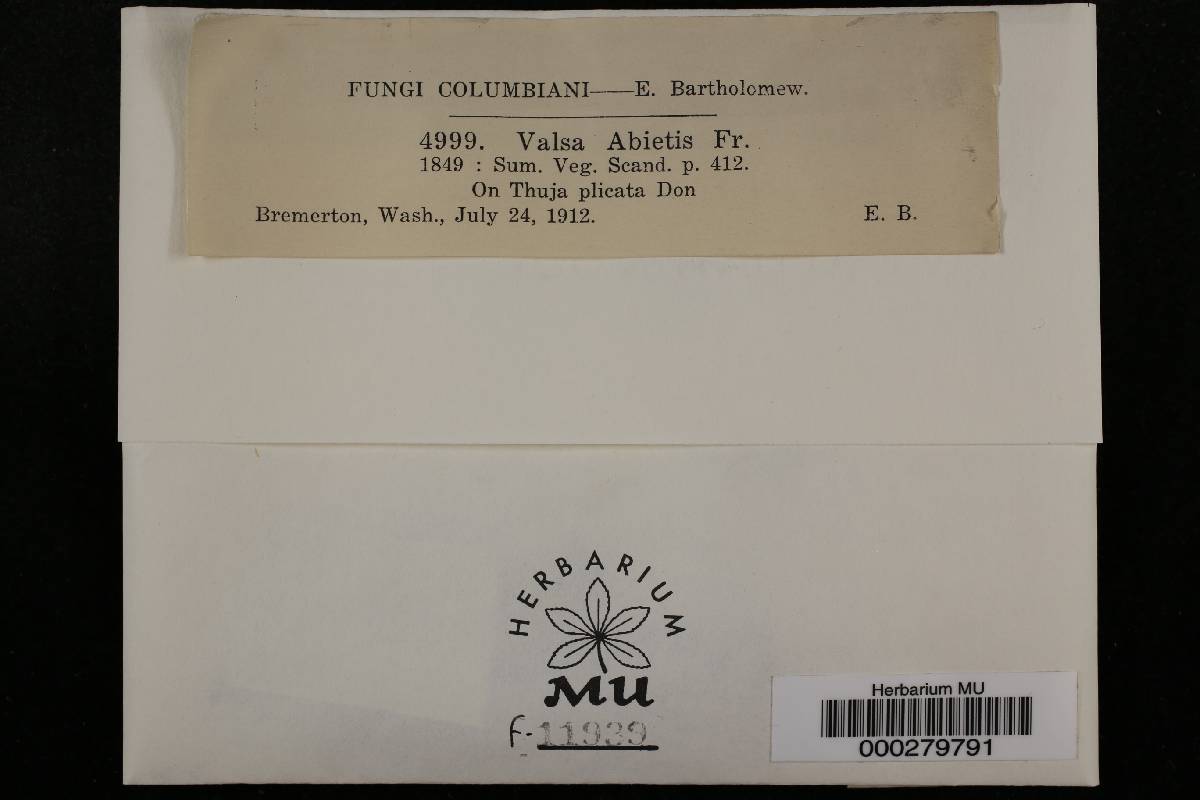 FUNGI COLUMBIANI——E. Bartholomew.
4999. Valsa Abietis Fr.
1849 : Sum. Veg. Scand. p. 412.
On Thuja plicata Don
Bremerton, Wash., July 24, 1912. E. B.
HERBARIUM
MU
F-11939
Herbarium MU
000279791